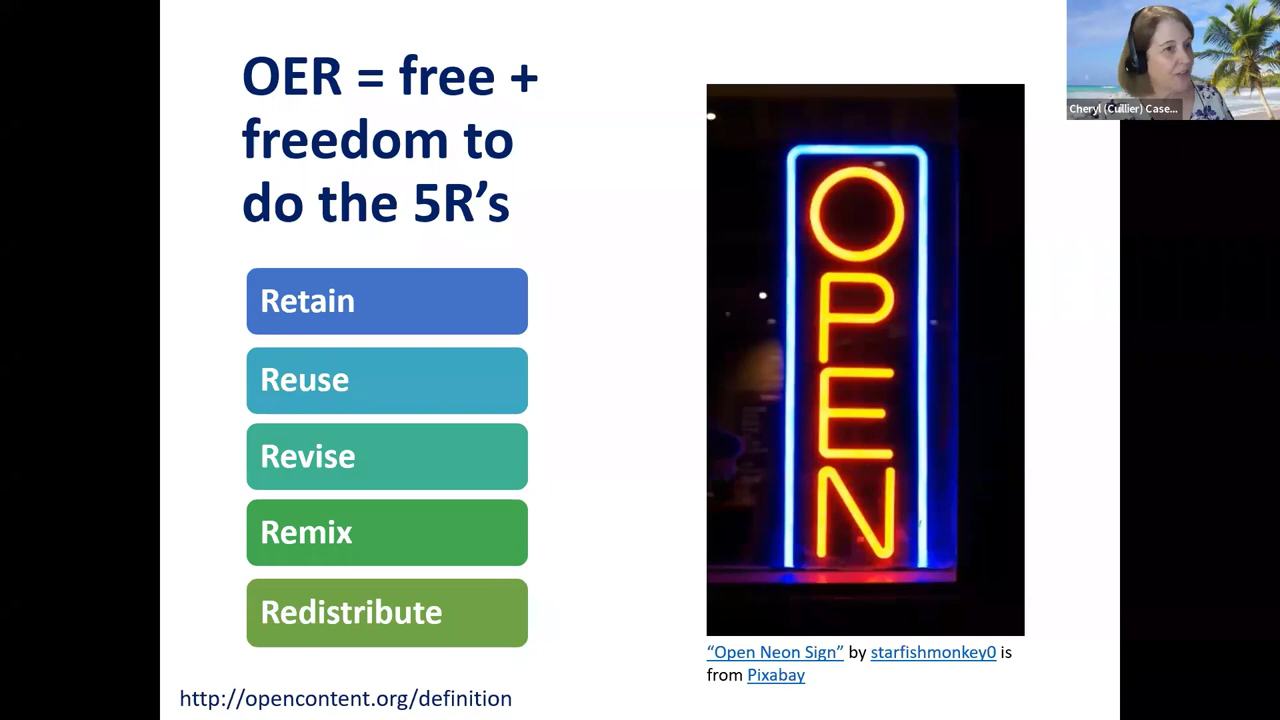 OER = free +
freedom to
do the 5R’s
Retain
Reuse
Revise
Remix
Redistribute
http://opencontent.org/definition
OPEN
“Open Neon Sign” by starfishmonkey0 is
from Pixabay
Cheryl (Cuillier) Case...